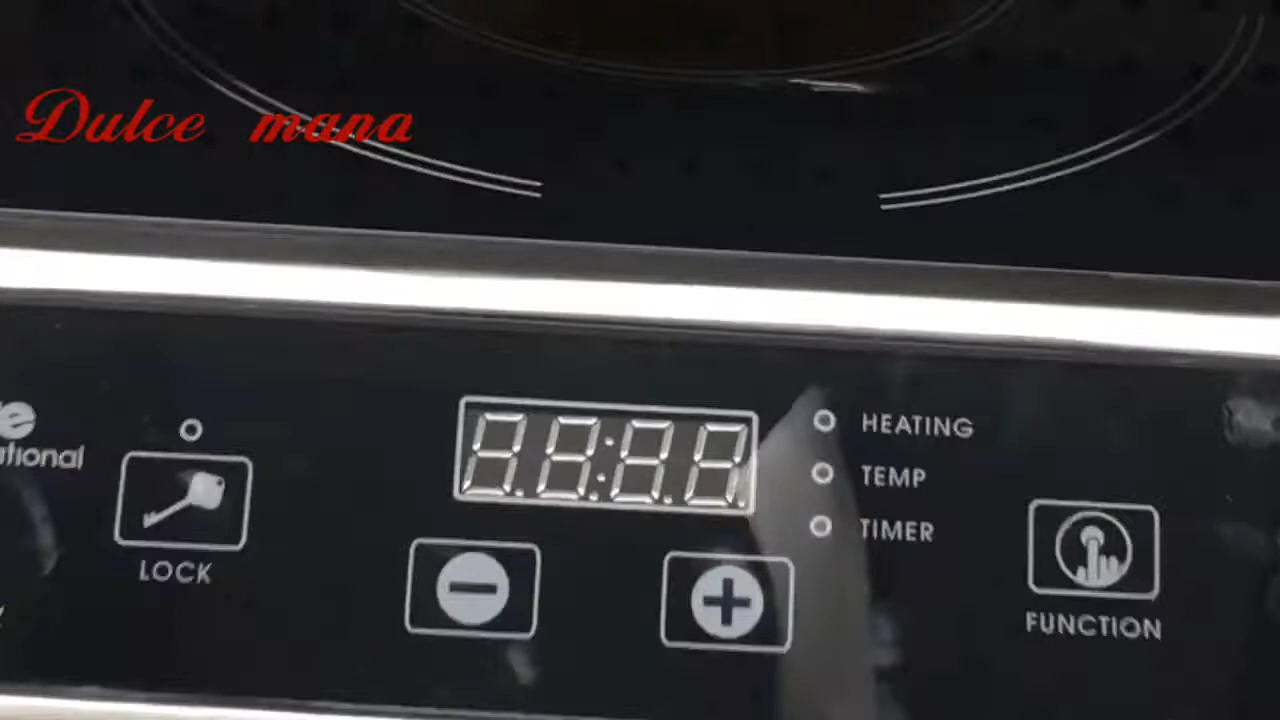 Dulce mana
HEATING
TEMP
TIMER
LOCK
FUNCTION